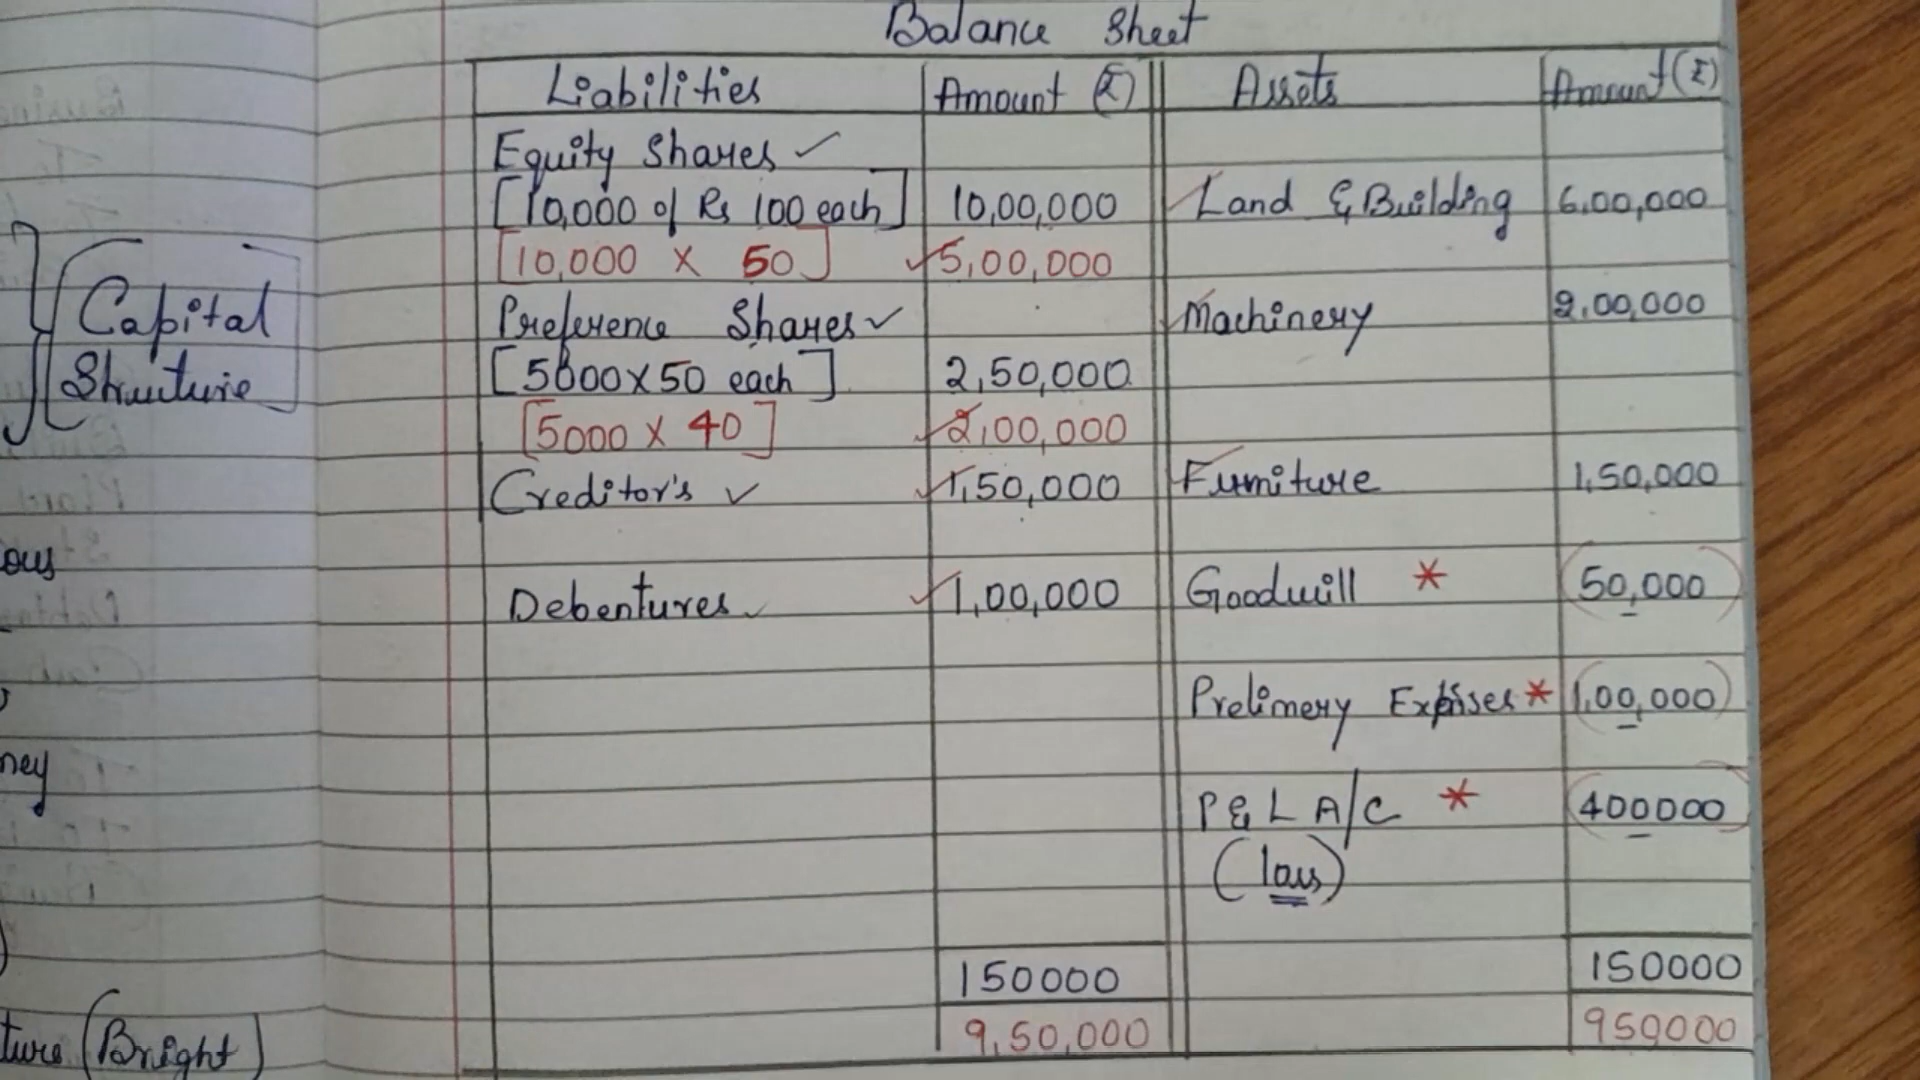 Balance Sheet
Liabilities Amount (₹) Assets Amount (₹)
Equity Shares ✓
[10,000 of Rs 100 each] 10,00,000 Land & Building 6,00,000
[10,000 × 50] ✓5,00,000
Capital Preference Shares ✓ Machinery 2,00,000
Structure [5000×50 each] 2,50,000
[5000 × 40] ✓2,00,000
Creditor's ✓ ✓1,50,000 Furniture 1,50,000
ous
Debentures ✓ ✓1,00,000 Goodwill * (50,000)
Prelimery Expenses * (1,00,000)
ney
P & L A/C * (400000)
(loss)
150000 150000
ture (Bright) 9,50,000 950000